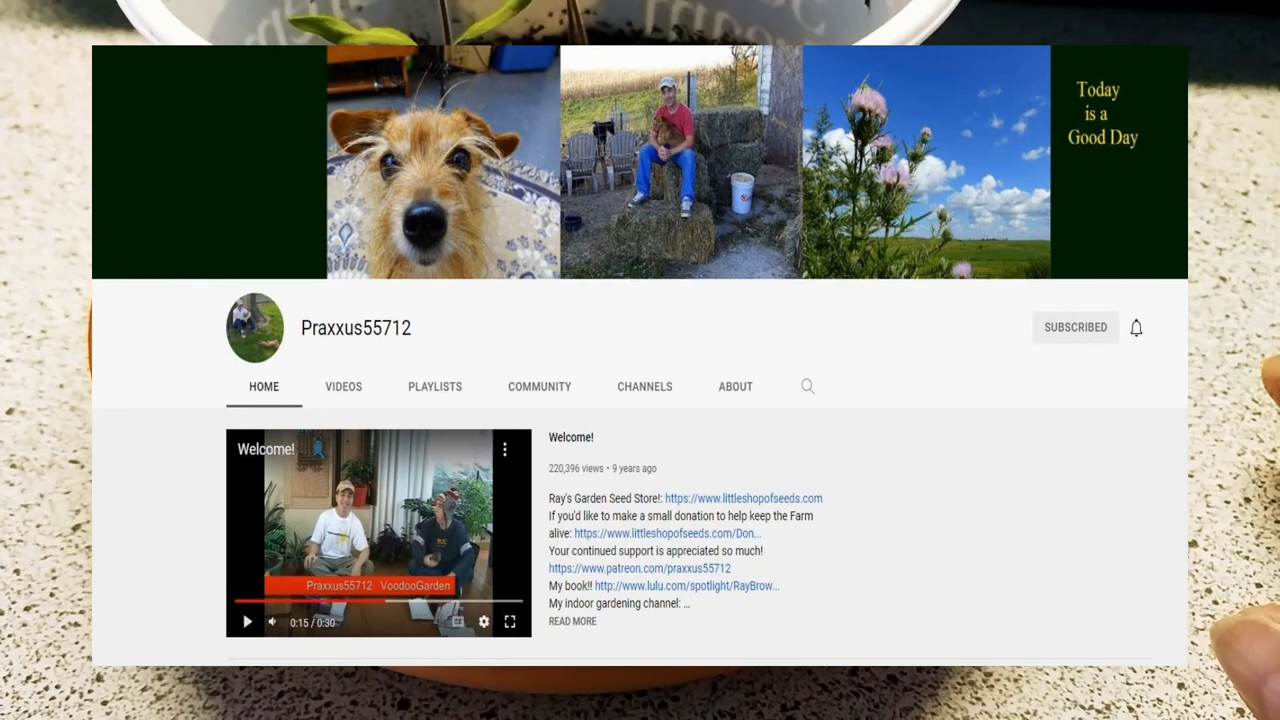 Today
is a
Good Day
Praxxus55712
SUBSCRIBED
HOME VIDEOS PLAYLISTS COMMUNITY CHANNELS ABOUT
Welcome!
Praxxus55712 VoodooGarden
0:15 / 0:30
Welcome!
220,396 views • 9 years ago
Ray's Garden Seed Store!: https://www.littleshopofseeds.com
If you'd like to make a small donation to help keep the Farm
alive: https://www.littleshopofseeds.com/Don...
Your continued support is appreciated so much!
https://www.patreon.com/praxxus55712
My book!! http://www.lulu.com/spotlight/RayBrow...
My indoor gardening channel: ...
READ MORE